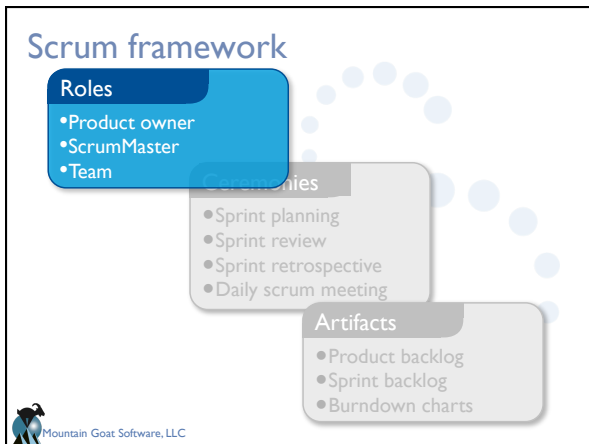 Scrum framework
Roles
•Product owner
•ScrumMaster
•Team
Ceremonies
•Sprint planning
•Sprint review
•Sprint retrospective
•Daily scrum meeting
Artifacts
•Product backlog
•Sprint backlog
•Burndown charts
Mountain Goat Software, LLC